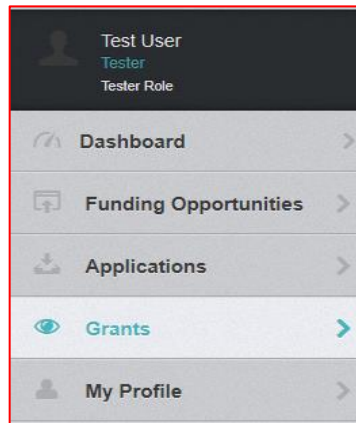 Test User
Tester
Tester Role
Dashboard
Funding Opportunities
Applications
Grants
My Profile